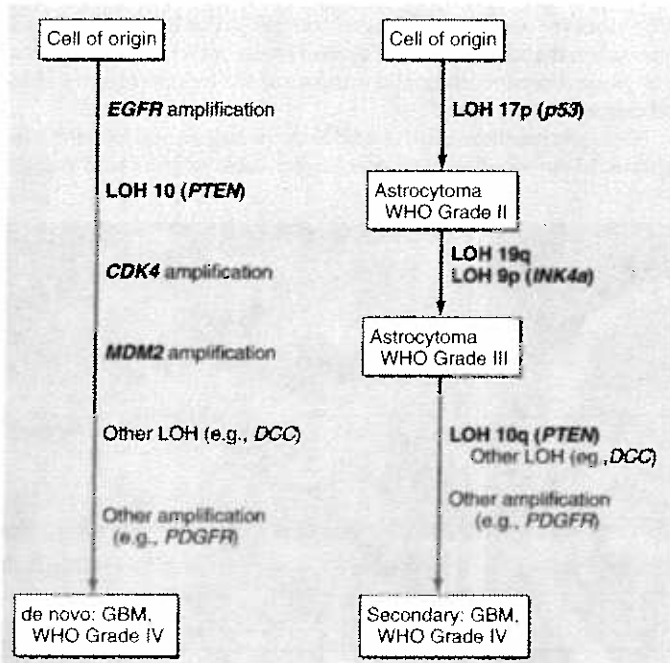 Cell of origin
EGFR amplification
LOH 10 (PTEN)
CDK4 amplification
MDM2 amplification
Other LOH (e.g., DCC)
Other amplification
(e.g., PDGFR)
de novo: GBM,
WHO Grade IV
Cell of origin
LOH 17p (p53)
Astrocytoma
WHO Grade II
LOH 19q
LOH 9p (INK4a)
Astrocytoma
WHO Grade III
LOH 10q (PTEN)
Other LOH (eg., DCC)
Other amplification
(e.g., PDGFR)
Secondary: GBM,
WHO Grade IV